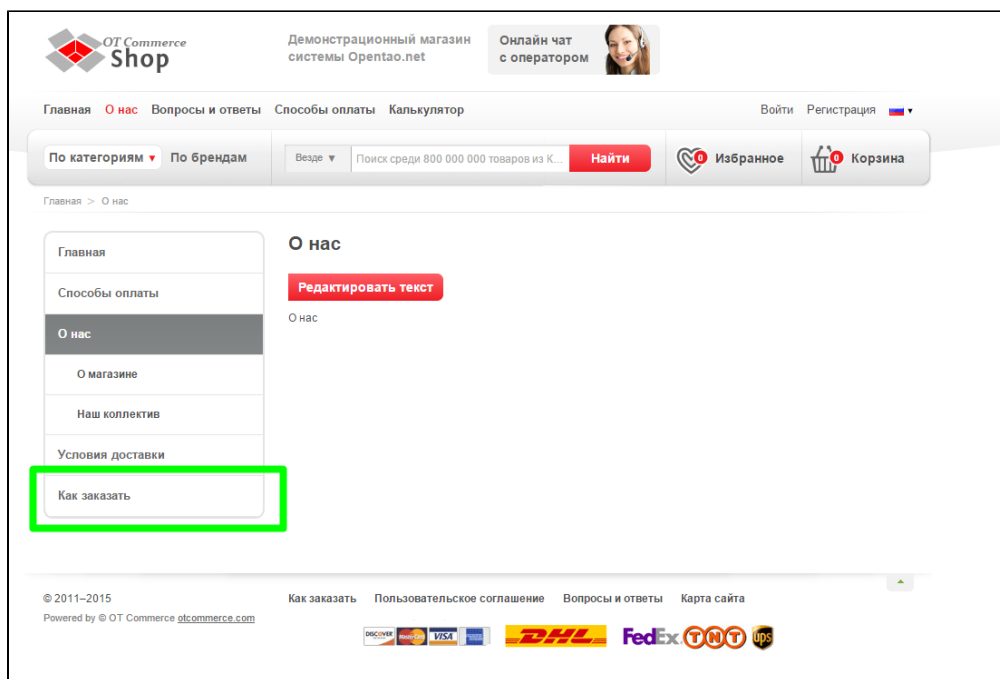 OT Commerce
Shop
Демонстрационный магазин
системы Opentao.net
Онлайн чат
с оператором
Главная О нас Вопросы и ответы Способы оплаты Калькулятор Войти Регистрация
По категориям ▼ По брендам Везде ▼ Поиск среди 800 000 000 товаров из К... Найти 0 Избранное 0 Корзина
Главная > О нас
Главная
Способы оплаты
О нас
О магазине
Наш коллектив
Условия доставки
Как заказать
О нас
Редактировать текст
О нас
© 2011–2015
Powered by © OT Commerce otcommerce.com
Как заказать Пользовательское соглашение Вопросы и ответы Карта сайта
DISCOVER MasterCard VISA DHL FedEx TNT ups